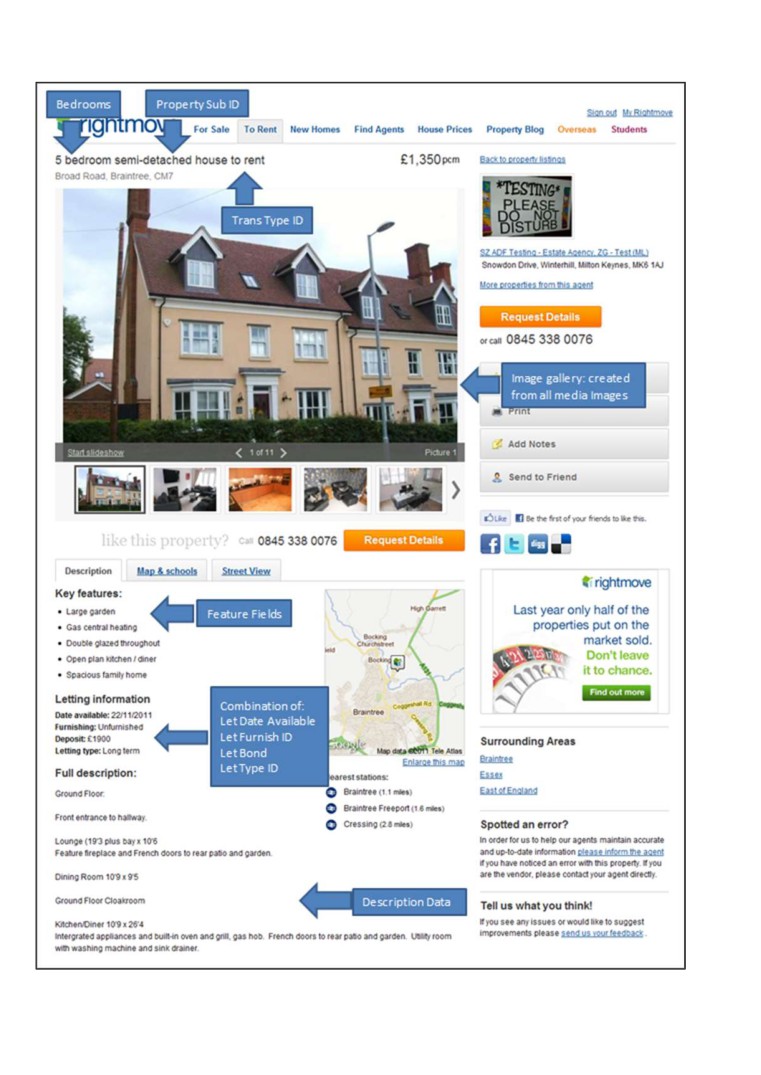 Bedrooms
Property Sub ID
Sign out My Rightmove
rightmove
For Sale To Rent New Homes Find Agents House Prices Property Blog Overseas Students
5 bedroom semi-detached house to rent
£1,350 pcm
Broad Road, Braintree, CM7
Back to property listings
Trans Type ID
*TESTING*
PLEASE
DO NOT
DISTURB
SZ ADF Testing - Estate Agency, ZG - Test (ML)
Snowdon Drive, Winterhill, Milton Keynes, MK6 1AJ
More properties from this agent
Request Details
or call 0845 338 0076
Image gallery: created
from all media Images
Print
Add Notes
Send to Friend
Start slideshow
1 of 11
Picture 1
like this property? Call 0845 338 0076 Request Details
Like
Be the first of your friends to like this.
digg
Description Map & schools Street View
Key features:
• Large garden
• Gas central heating
• Double glazed throughout
• Open plan kitchen / diner
• Spacious family home
Feature Fields
High Garrett
Bocking
Churchstreet
Bocking
Braintree
Coggeshall Rd
A131
Map data ©2011 Tele Atlas
Enlarge this map
rightmove
Last year only half of the
properties put on the
market sold.
Don't leave
it to chance.
Find out more
Letting information
Date available: 22/11/2011
Furnishing: Unfurnished
Deposit: £1900
Letting type: Long term
Combination of:
Let Date Available
Let Furnish ID
Let Bond
Let Type ID
Full description:
Ground Floor:
Front entrance to hallway.
Lounge (19'3 plus bay x 10'6
Feature fireplace and French doors to rear patio and garden.
Dining Room 10'9 x 9'5
Ground Floor Cloakroom
Kitchen/Diner 10'9 x 26'4
Intergrated appliances and built-in oven and grill, gas hob. French doors to rear patio and garden. Utility room
with washing machine and sink drainer.
Description Data
earest stations:
Braintree (1.1 miles)
Braintree Freeport (1.6 miles)
Cressing (2.8 miles)
Surrounding Areas
Braintree
Essex
East of England
Spotted an error?
In order for us to help our agents maintain accurate
and up-to-date information please inform the agent
if you have noticed an error with this property. If you
are the vendor, please contact your agent directly.
Tell us what you think!
If you see any issues or would like to suggest
improvements please send us your feedback .